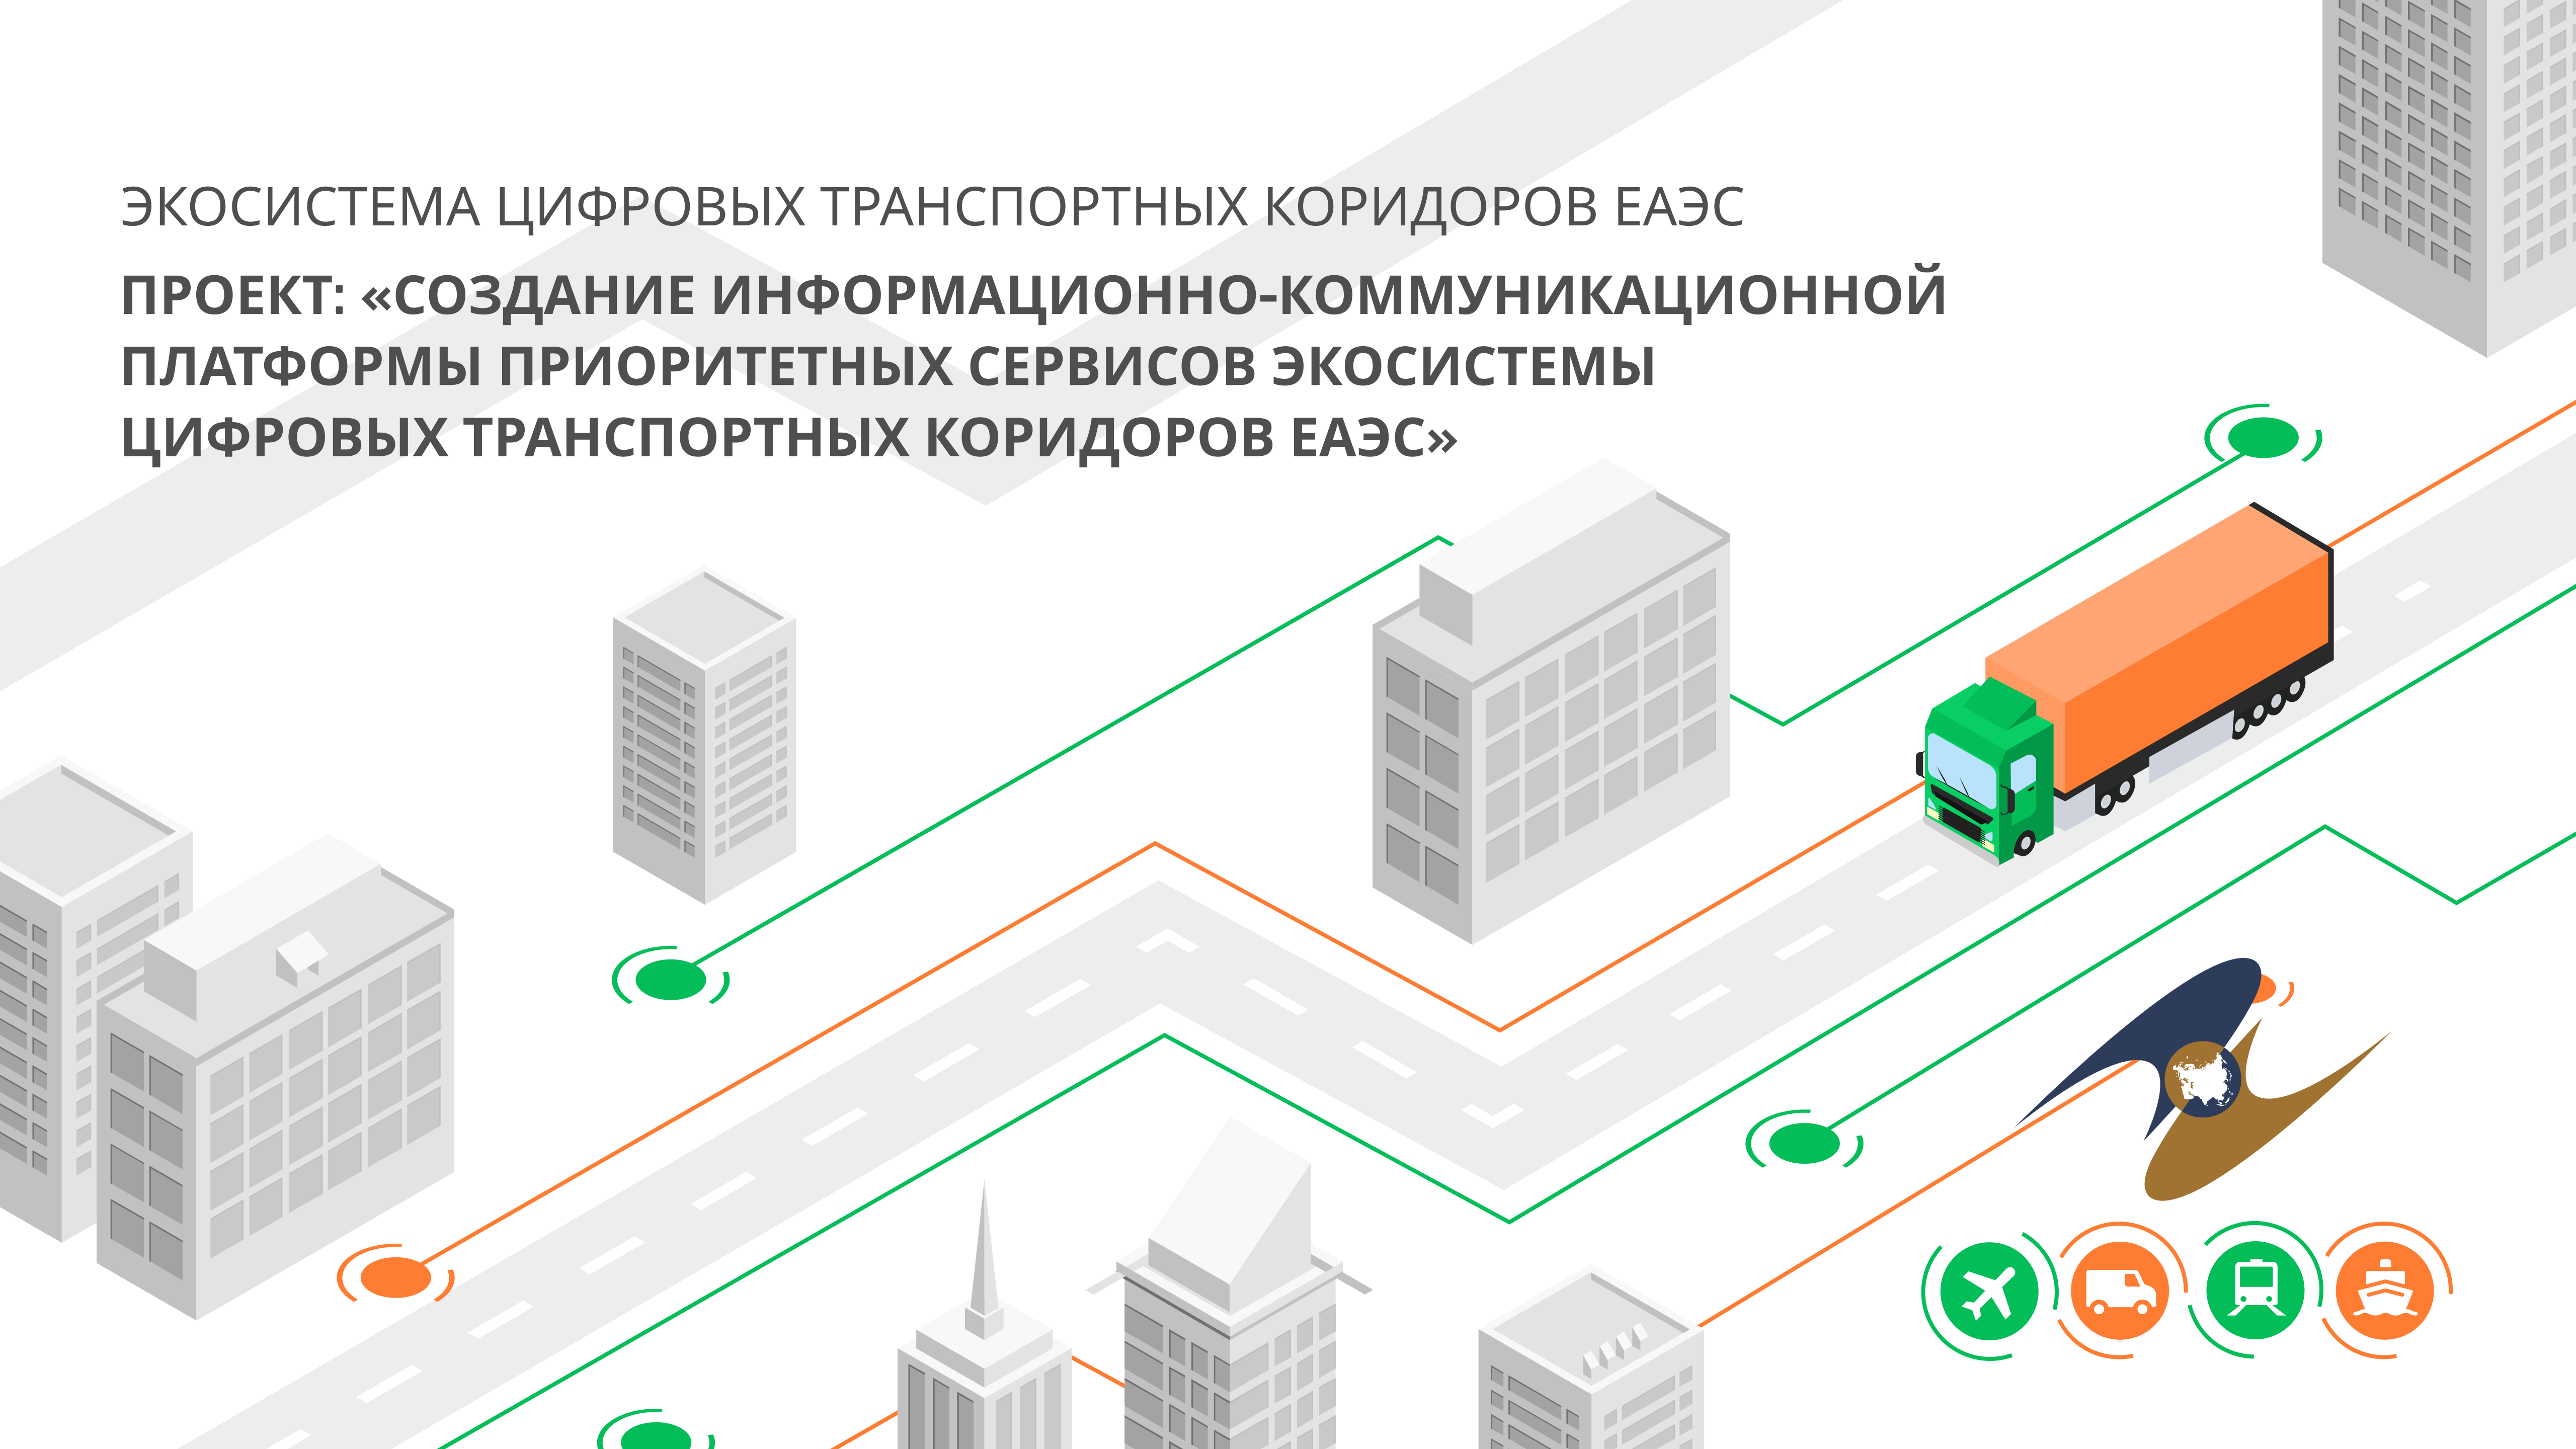 ЭКОСИСТЕМА ЦИФРОВЫХ ТРАНСПОРТНЫХ КОРИДОРОВ ЕАЭС
ПРОЕКТ: «СОЗДАНИЕ ИНФОРМАЦИОННО-КОММУНИКАЦИОННОЙ
ПЛАТФОРМЫ ПРИОРИТЕТНЫХ СЕРВИСОВ ЭКОСИСТЕМЫ
ЦИФРОВЫХ ТРАНСПОРТНЫХ КОРИДОРОВ ЕАЭС»